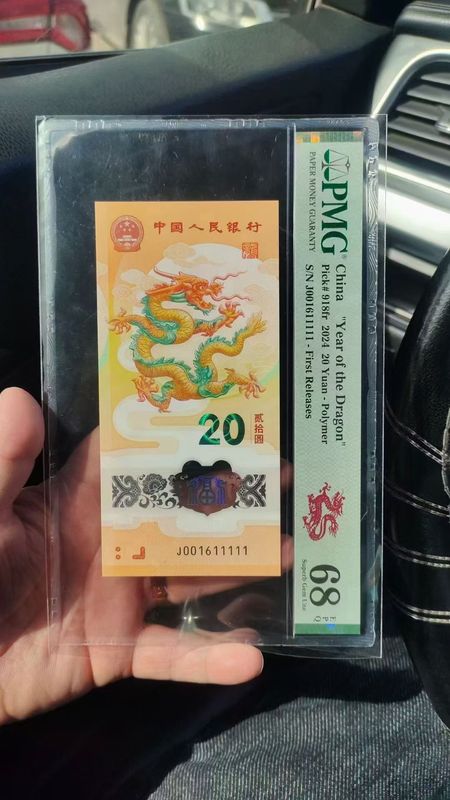 中国人民银行
20
贰拾圆
福
J001611111
PMG
PAPER MONEY GUARANTY
China "Year of the Dragon"
Pick# 918fr 2024 20 Yuan - Polymer
S/N J001611111 - First Releases
68
EPQ
Superb Gem Unc